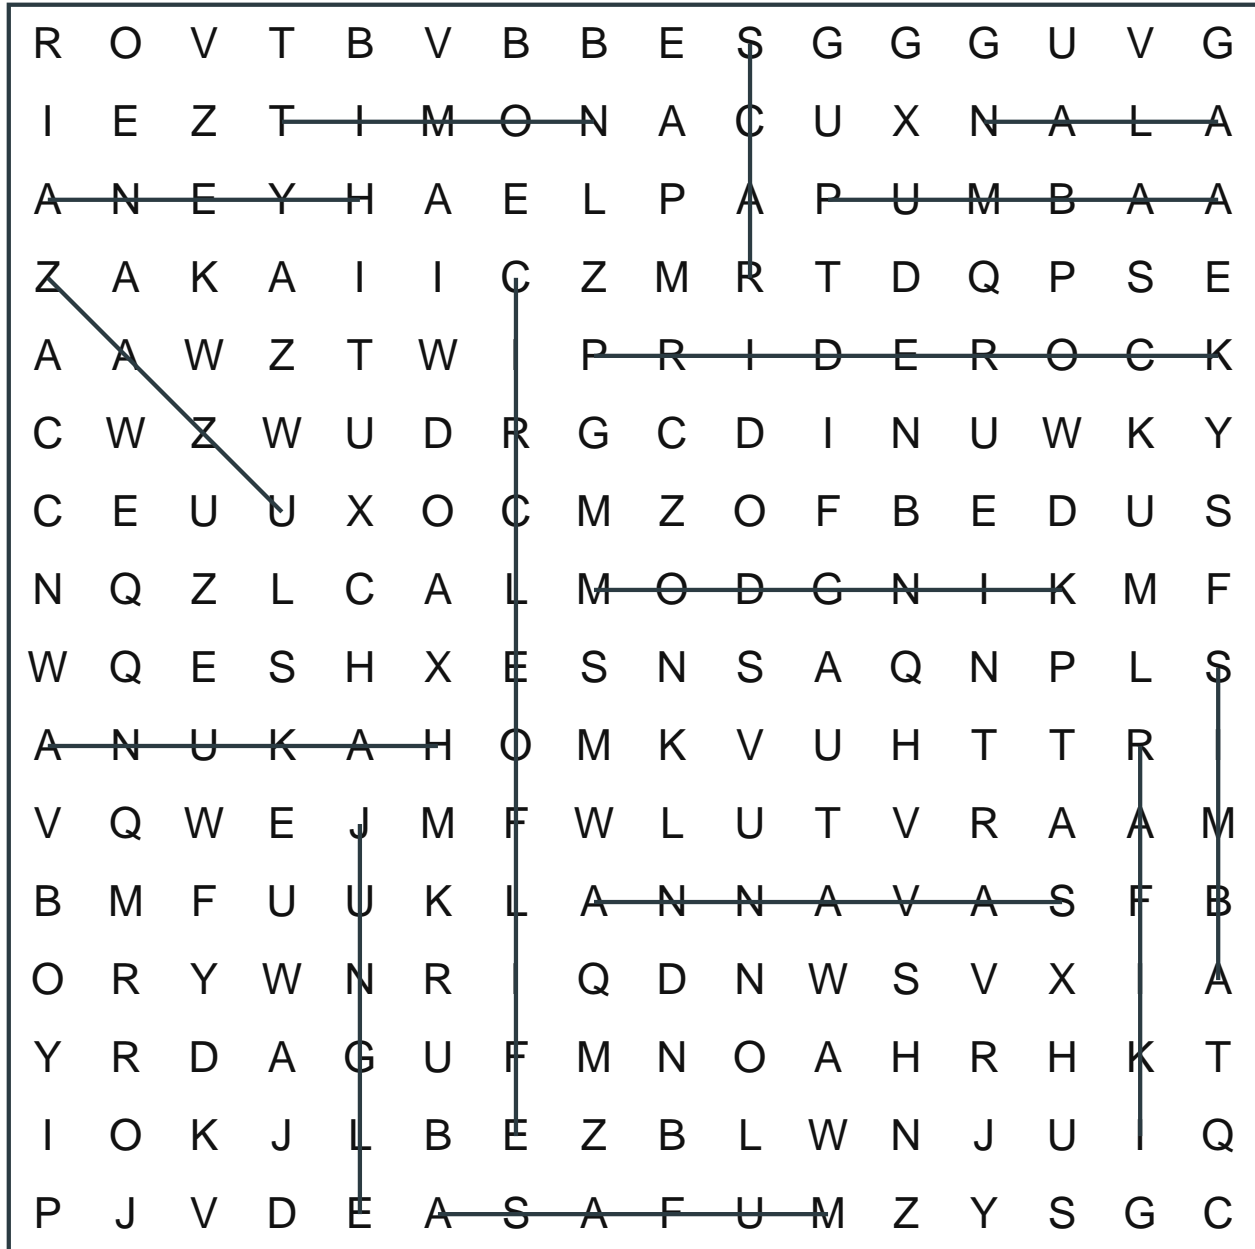 R O V T B V B B E S G G G U V G
I E Z T I M O N A C U X N A L A
A N E Y H A E L P A P U M B A A
Z A K A I I C Z M R T D Q P S E
A A W Z T W I P R I D E R O C K
C W Z W U D R G C D I N U W K Y
C E U U X O C M Z O F B E D U S
N Q Z L C A L M O D G N I K M F
W Q E S H X E S N S A Q N P L S
A N U K A H O M K V U H T T R I
V Q W E J M F W L U T V R A A M
B M F U U K L A N N A V A S F B
O R Y W N R I Q D N W S V X I A
Y R D A G U F M N O A H R H K T
I O K J L B E Z B L W N J U I Q
P J V D E A S A F U M Z Y S G C